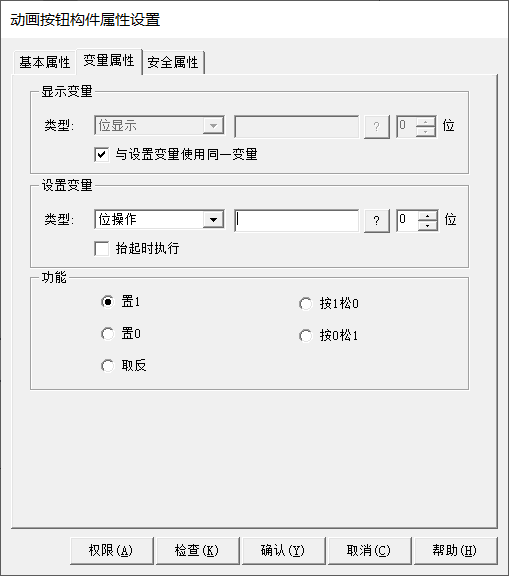 动画按钮构件属性设置
基本属性 变量属性 安全属性
显示变量
类型: 位显示 ? 0 位
与设置变量使用同一变量
设置变量
类型: 位操作 ? 0 位
抬起时执行
功能
置1 按1松0
置0 按0松1
取反
权限(A) 检查(K) 确认(Y) 取消(C) 帮助(H)